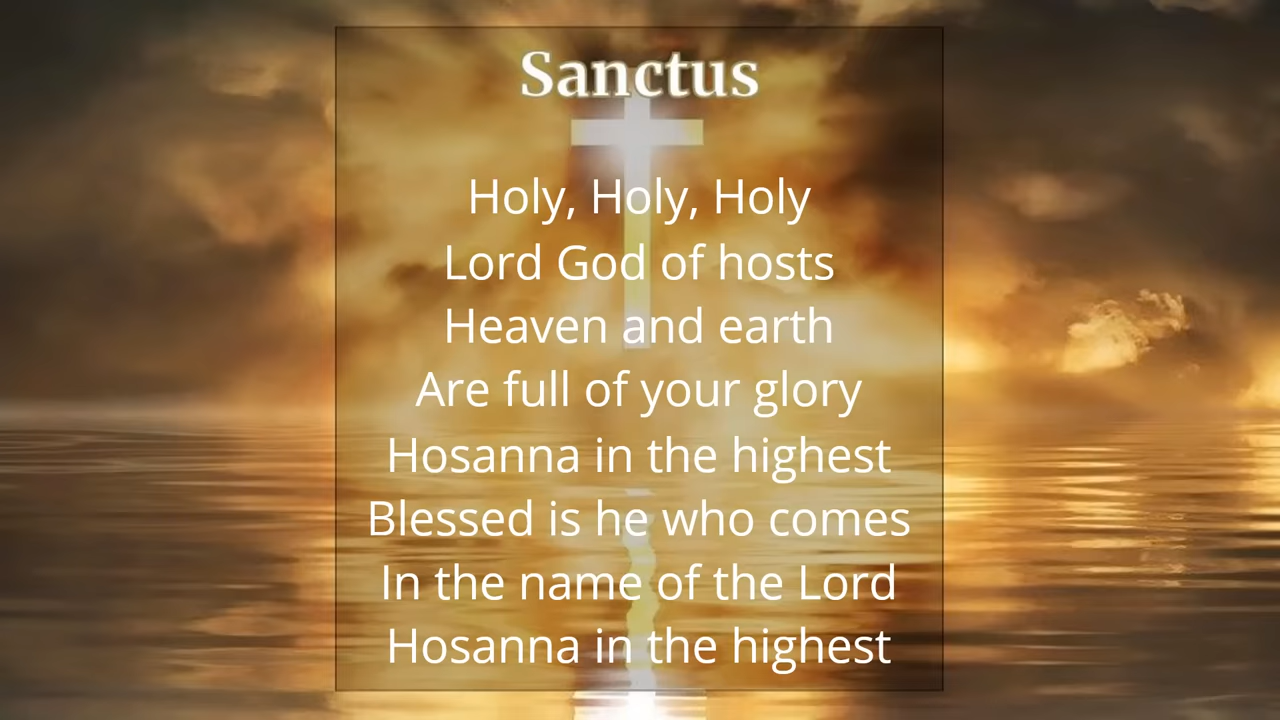 Sanctus
Holy, Holy, Holy
Lord God of hosts
Heaven and earth
Are full of your glory
Hosanna in the highest
Blessed is he who comes
In the name of the Lord
Hosanna in the highest